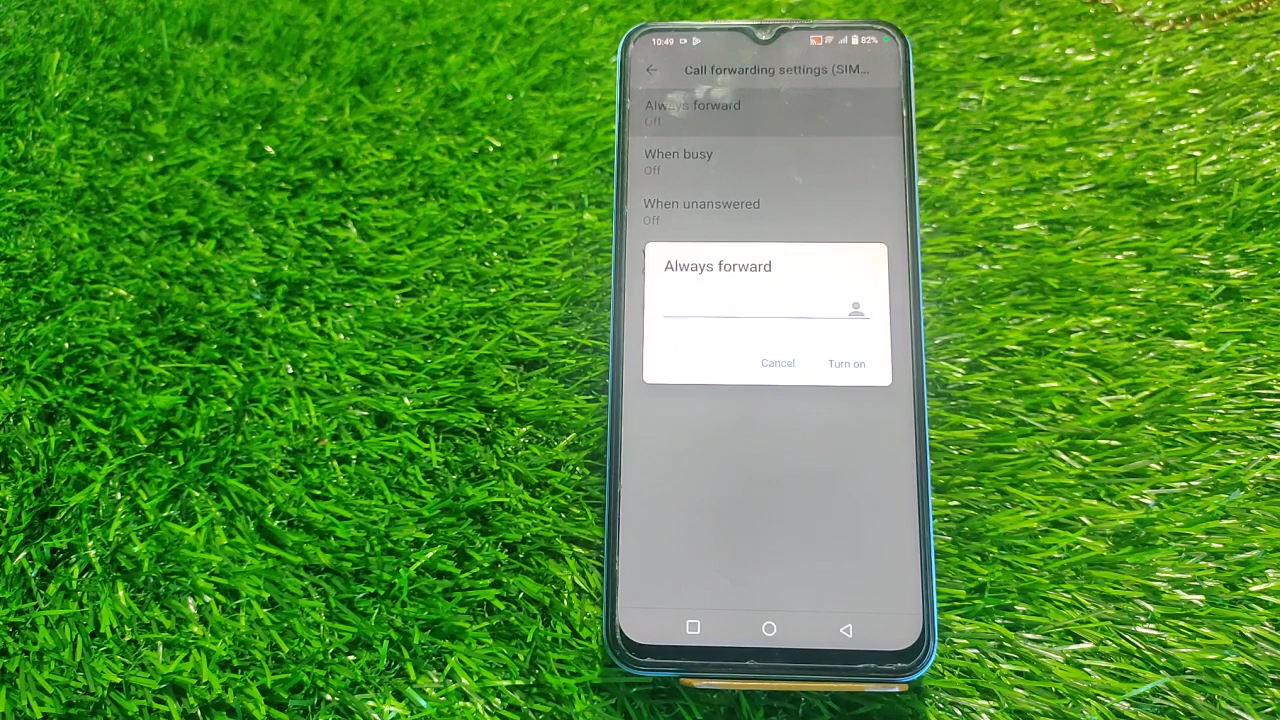 10:49
82%
Call forwarding settings (SIM...
Always forward
Off
When busy
Off
When unanswered
Off
Always forward
Cancel
Turn on